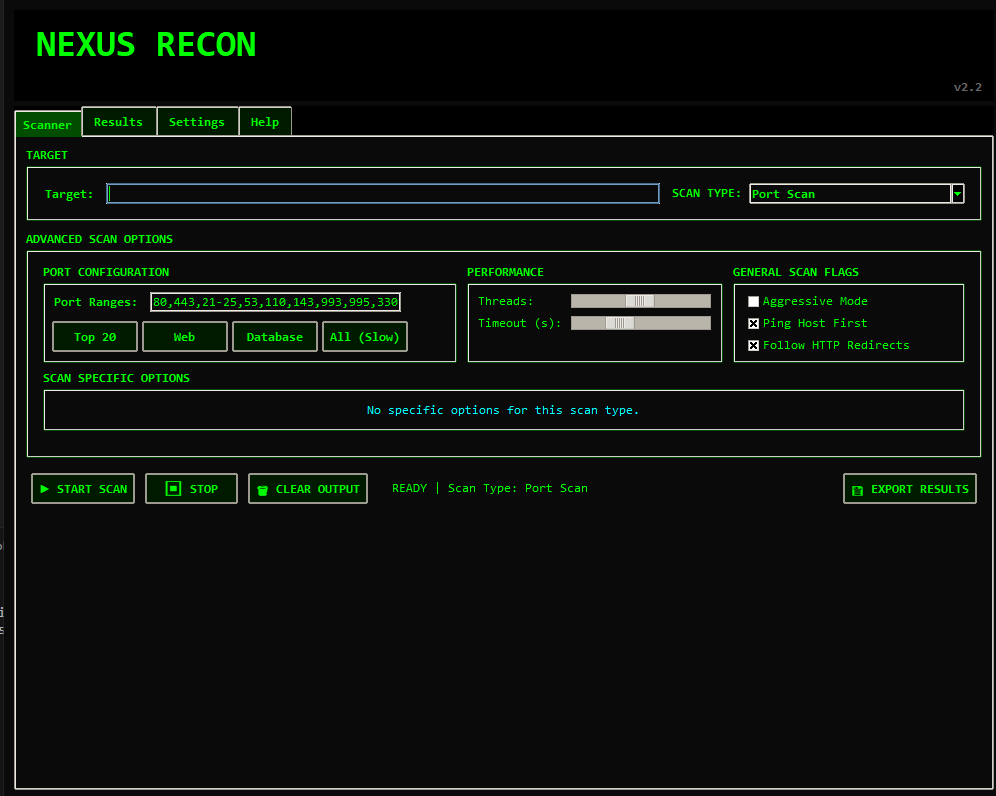 NEXUS RECON
v2.2
Scanner Results Settings Help
TARGET
Target: SCAN TYPE: Port Scan
ADVANCED SCAN OPTIONS
PORT CONFIGURATION PERFORMANCE GENERAL SCAN FLAGS
Port Ranges: 80,443,21-25,53,110,143,993,995,330 Threads: Aggressive Mode
Timeout (s): Ping Host First
Top 20 Web Database All (Slow) Follow HTTP Redirects
SCAN SPECIFIC OPTIONS
No specific options for this scan type.
START SCAN STOP CLEAR OUTPUT READY | Scan Type: Port Scan EXPORT RESULTS